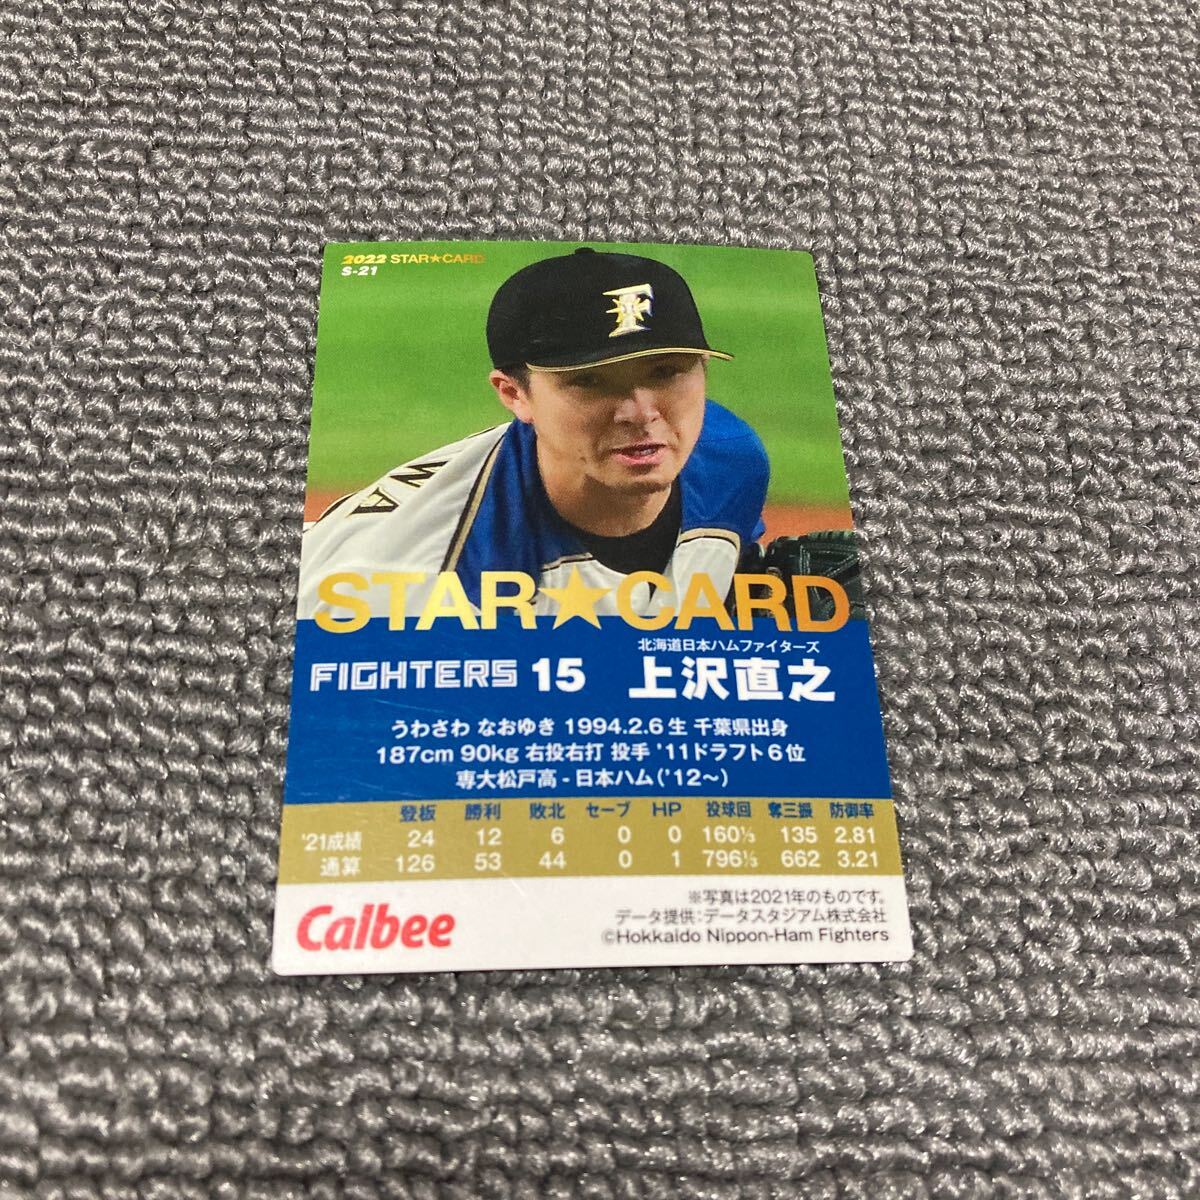 2022 STAR★CARD
S-21
F
WA
STAR★CARD
北海道日本ハムファイターズ
FIGHTERS 15 上沢直之
うわさわ なおゆき 1994.2.6生 千葉県出身
187cm 90kg 右投右打 投手 '11ドラフト6位
専大松戸高-日本ハム('12〜)
登板 勝利 敗北 セーブ HP 投球回 奪三振 防御率
'21成績 24 12 6 0 0 160⅓ 135 2.81
通算 126 53 44 0 1 796⅓ 662 3.21
※写真は2021年のものです。
Calbee データ提供:データスタジアム株式会社
©Hokkaido Nippon-Ham Fighters